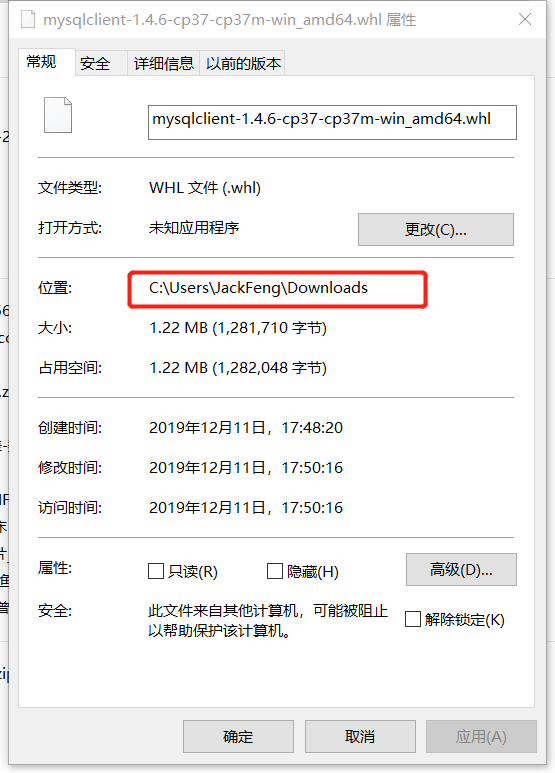 mysqlclient-1.4.6-cp37-cp37m-win_amd64.whl 属性
常规 安全 详细信息 以前的版本
mysqlclient-1.4.6-cp37-cp37m-win_amd64.whl
文件类型: WHL 文件 (.whl)
打开方式: 未知应用程序 更改(C)...
位置: C:\Users\JackFeng\Downloads
大小: 1.22 MB (1,281,710 字节)
占用空间: 1.22 MB (1,282,048 字节)
创建时间: 2019年12月11日，17:48:20
修改时间: 2019年12月11日，17:50:16
访问时间: 2019年12月11日，17:50:16
属性: 只读(R) 隐藏(H) 高级(D)...
安全: 此文件来自其他计算机，可能被阻止
以帮助保护该计算机。 解除锁定(K)
确定 取消 应用(A)